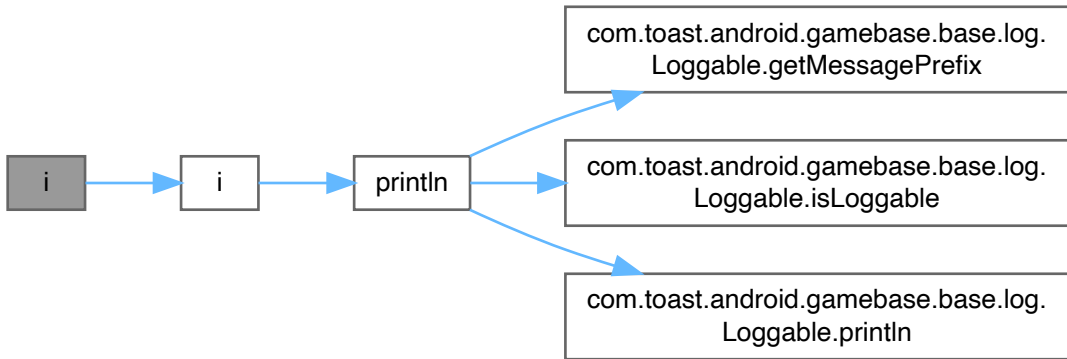 i
i
println
com.toast.android.gamebase.base.log.
Loggable.getMessagePrefix
com.toast.android.gamebase.base.log.
Loggable.isLoggable
com.toast.android.gamebase.base.log.
Loggable.println